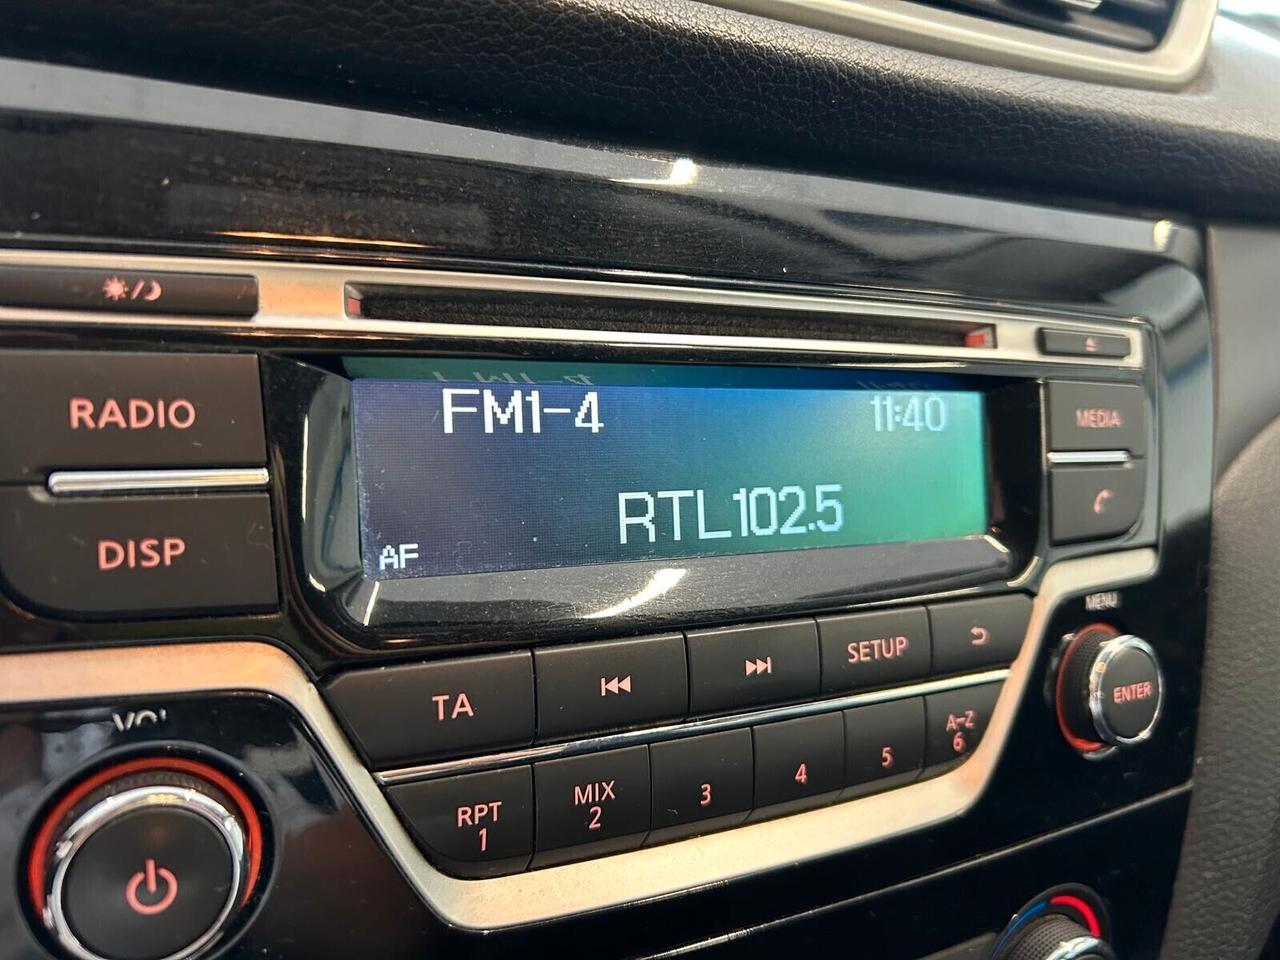 RADIO
DISP
FM1-4 11:40
RTL102.5
AF
MEDIA
MENU
ENTER
TA
SETUP
VOL
RPT
1
MIX
2
3
4
5
A-Z
6